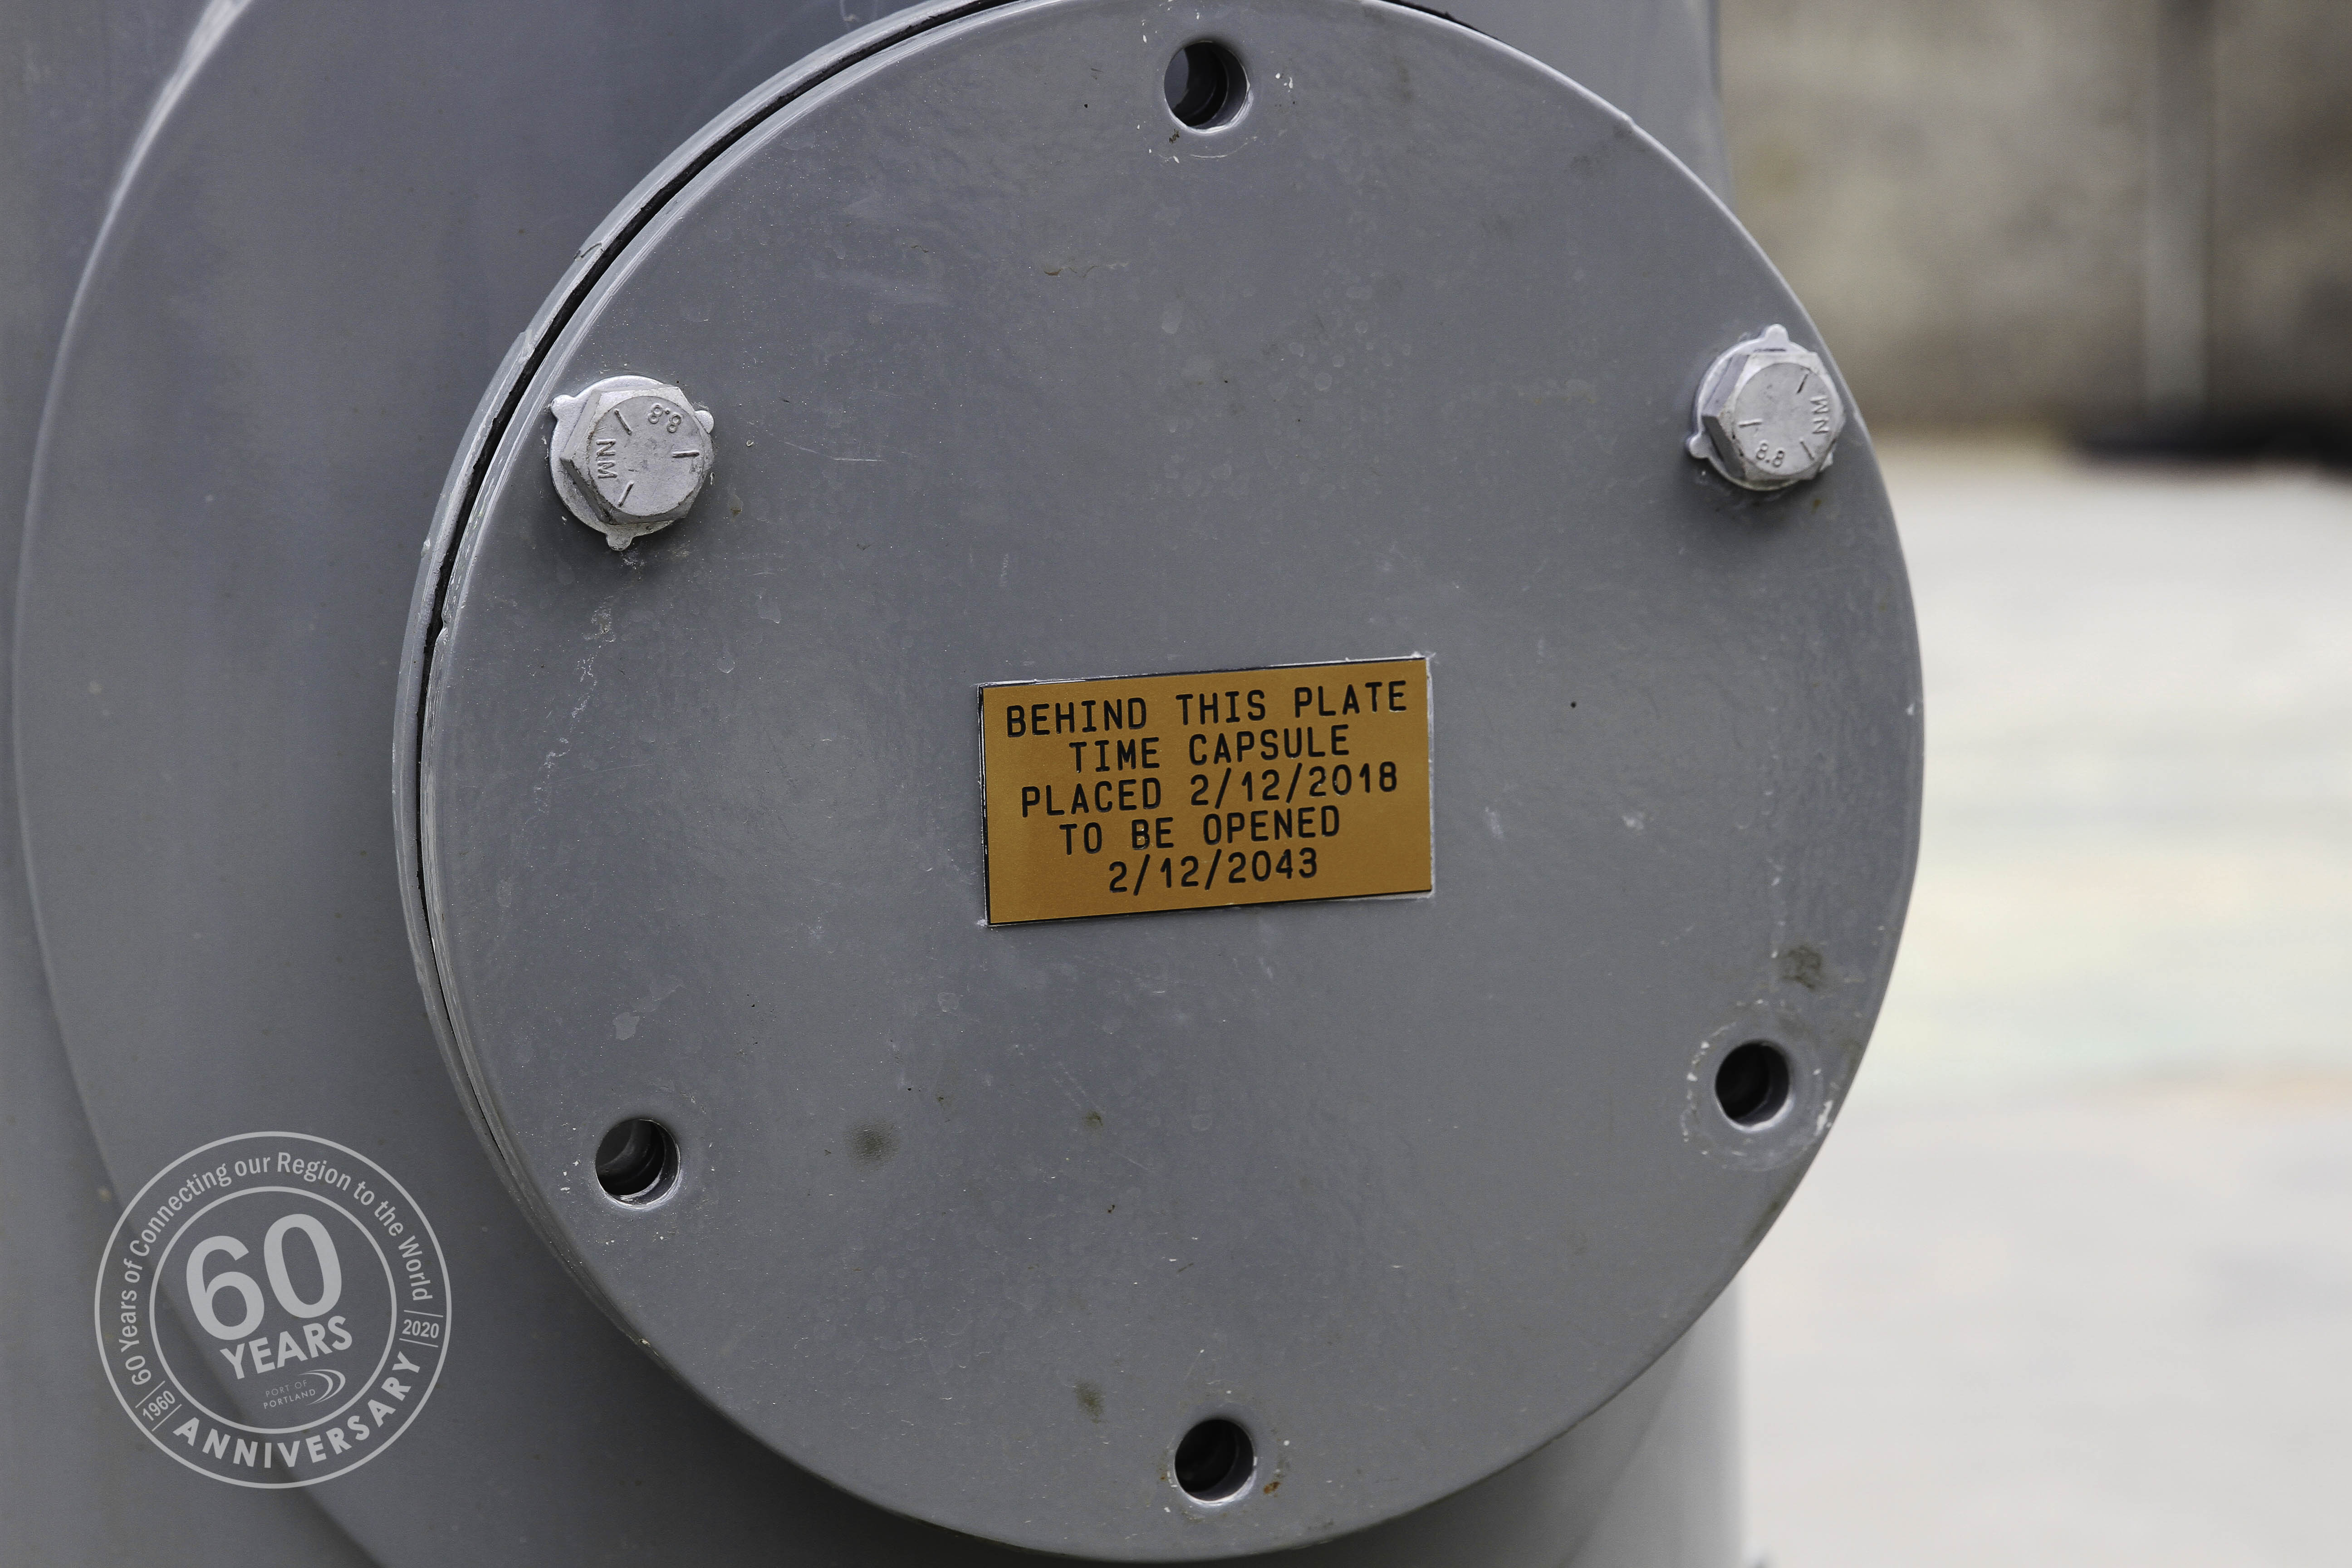 BEHIND THIS PLATE
TIME CAPSULE
PLACED 2/12/2018
TO BE OPENED
2/12/2043
8.8
NM
NM
8.8
60 Years of Connecting our Region to the World
60
YEARS
PORT OF
PORTLAND
1960
2020
ANNIVERSARY